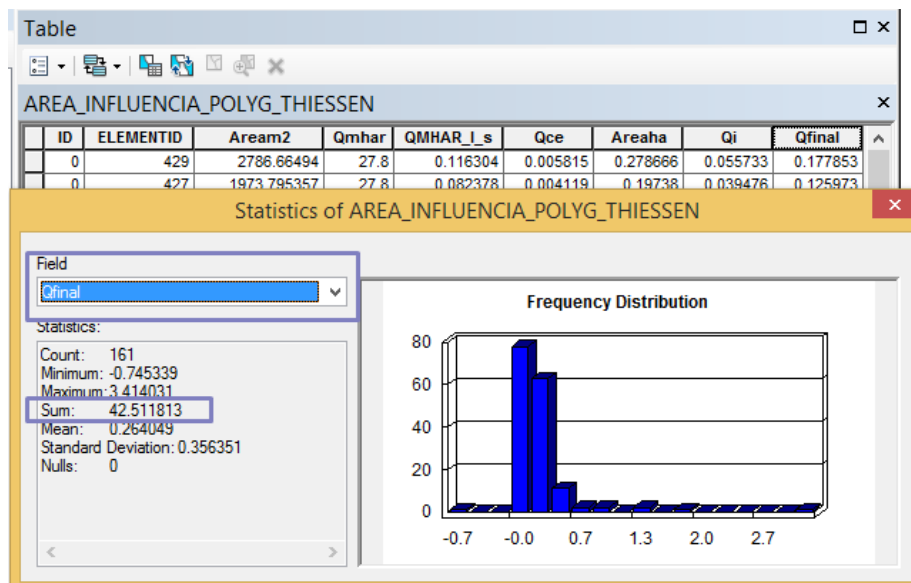 Table
AREA_INFLUENCIA_POLYG_THIESSEN
ID ELEMENTID Aream2 Qmhar QMHAR_l_s Qce Areaha Qi Qfinal
0 429 2786.66494 27.8 0.116304 0.005815 0.278666 0.055733 0.177853
0 427 1973.795357 27.8 0.082378 0.004119 0.19738 0.039476 0.125973
Statistics of AREA_INFLUENCIA_POLYG_THIESSEN
Field
Qfinal
Statistics:
Count: 161
Minimum: -0.745339
Maximum: 3.414031
Sum: 42.511813
Mean: 0.264049
Standard Deviation: 0.356351
Nulls: 0
Frequency Distribution
80
60
40
20
0
-0.7 -0.0 0.7 1.3 2.0 2.7